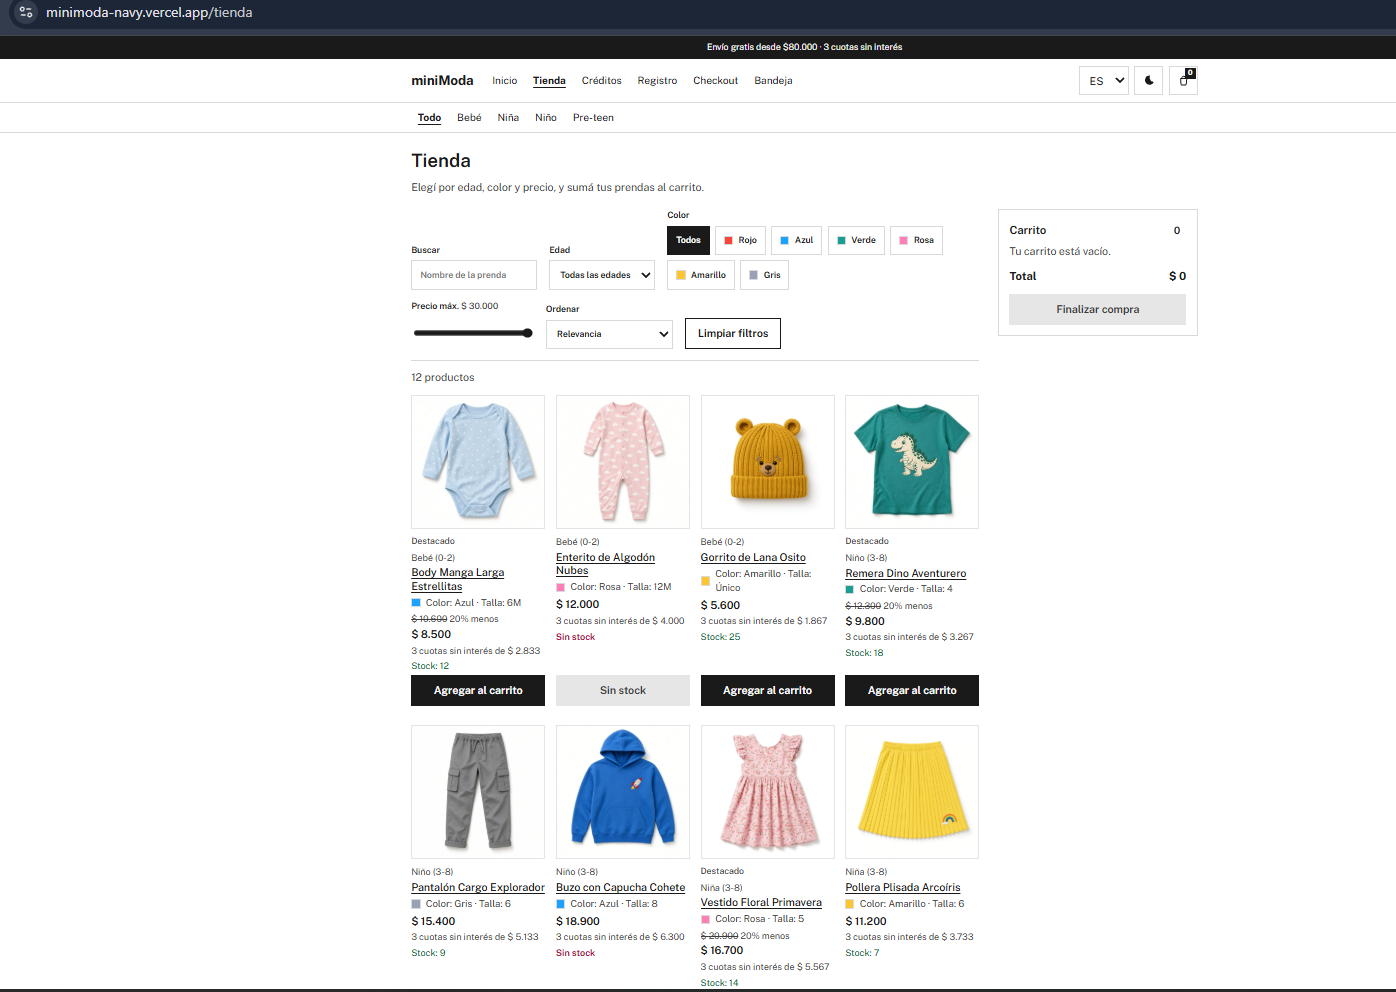 minimoda-navy.vercel.app/tienda
Envío gratis desde $80.000 · 3 cuotas sin interés
miniModa Inicio Tienda Créditos Registro Checkout Bandeja ES 0
Todo Bebé Niña Niño Pre-teen
Tienda
Elegí por edad, color y precio, y sumá tus prendas al carrito.
Color
Todos Rojo Azul Verde Rosa
Buscar Edad
Nombre de la prenda Todas las edades Amarillo Gris
Precio máx. $ 30.000 Ordenar
Relevancia Limpiar filtros
Carrito 0
Tu carrito está vacío.
Total $ 0
Finalizar compra
12 productos
Destacado
Bebé (0-2)
Body Manga Larga
Estrellitas
Color: Azul · Talla: 6M
$ 10.600 20% menos
$ 8.500
3 cuotas sin interés de $ 2.833
Stock: 12
Agregar al carrito
Bebé (0-2)
Enterito de Algodón
Nubes
Color: Rosa · Talla: 12M
$ 12.000
3 cuotas sin interés de $ 4.000
Sin stock
Sin stock
Bebé (0-2)
Gorrito de Lana Osito
Color: Amarillo · Talla:
Único
$ 5.600
3 cuotas sin interés de $ 1.867
Stock: 25
Agregar al carrito
Destacado
Niño (3-8)
Remera Dino Aventurero
Color: Verde · Talla: 4
$ 12.300 20% menos
$ 9.800
3 cuotas sin interés de $ 3.267
Stock: 18
Agregar al carrito
Niño (3-8)
Pantalón Cargo Explorador
Color: Gris · Talla: 6
$ 15.400
3 cuotas sin interés de $ 5.133
Stock: 9
Niño (3-8)
Buzo con Capucha Cohete
Color: Azul · Talla: 8
$ 18.900
3 cuotas sin interés de $ 6.300
Sin stock
Destacado
Niña (3-8)
Vestido Floral Primavera
Color: Rosa · Talla: 5
$ 20.900 20% menos
$ 16.700
3 cuotas sin interés de $ 5.567
Stock: 14
Niña (3-8)
Pollera Plisada Arcoíris
Color: Amarillo · Talla: 6
$ 11.200
3 cuotas sin interés de $ 3.733
Stock: 7